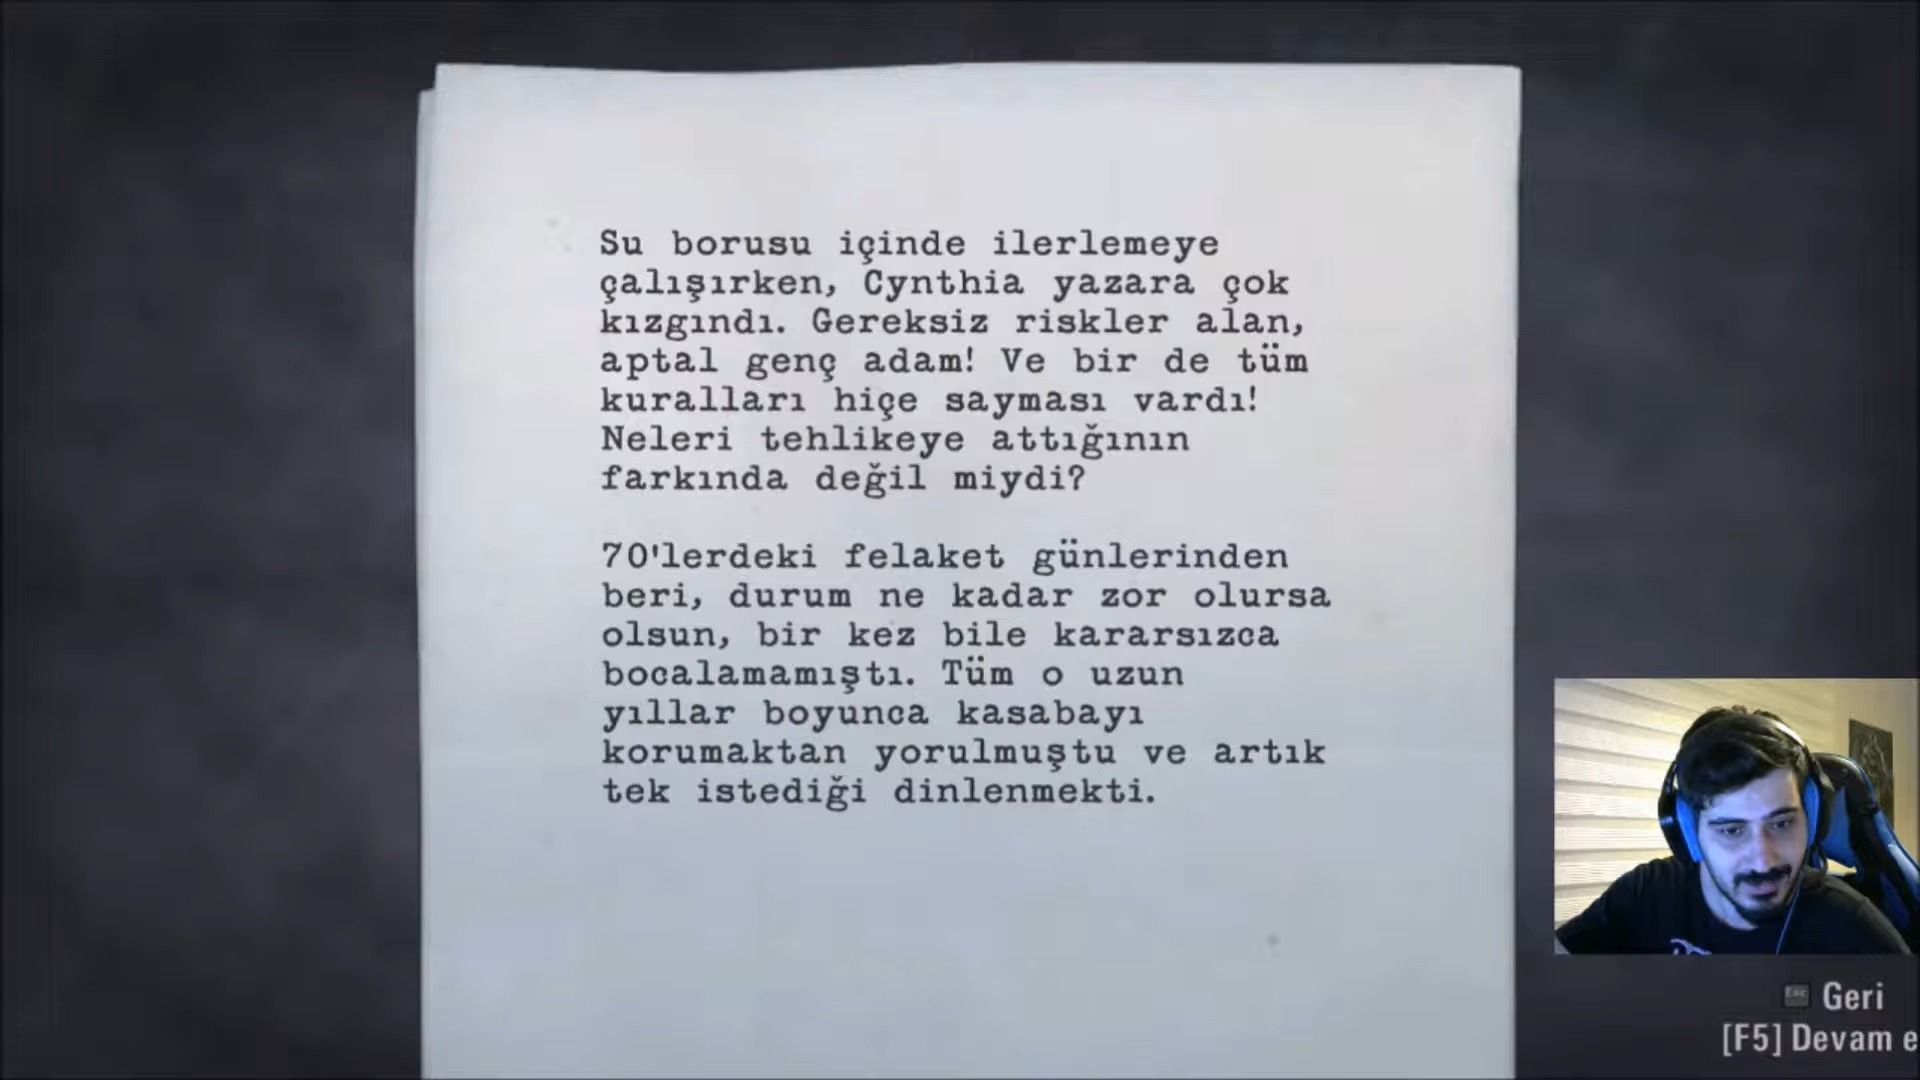 Su borusu içinde ilerlemeye
çalışırken, Cynthia yazara çok
kızgındı. Gereksiz riskler alan,
aptal genç adam! Ve bir de tüm
kuralları hiçe sayması vardı!
Neleri tehlikeye attığının
farkında değil miydi?
70'lerdeki felaket günlerinden
beri, durum ne kadar zor olursa
olsun, bir kez bile kararsızca
bocalamamıştı. Tüm o uzun
yıllar boyunca kasabayı
korumaktan yorulmuştu ve artık
tek istediği dinlenmekti.
Esc Geri
[F5] Devam e